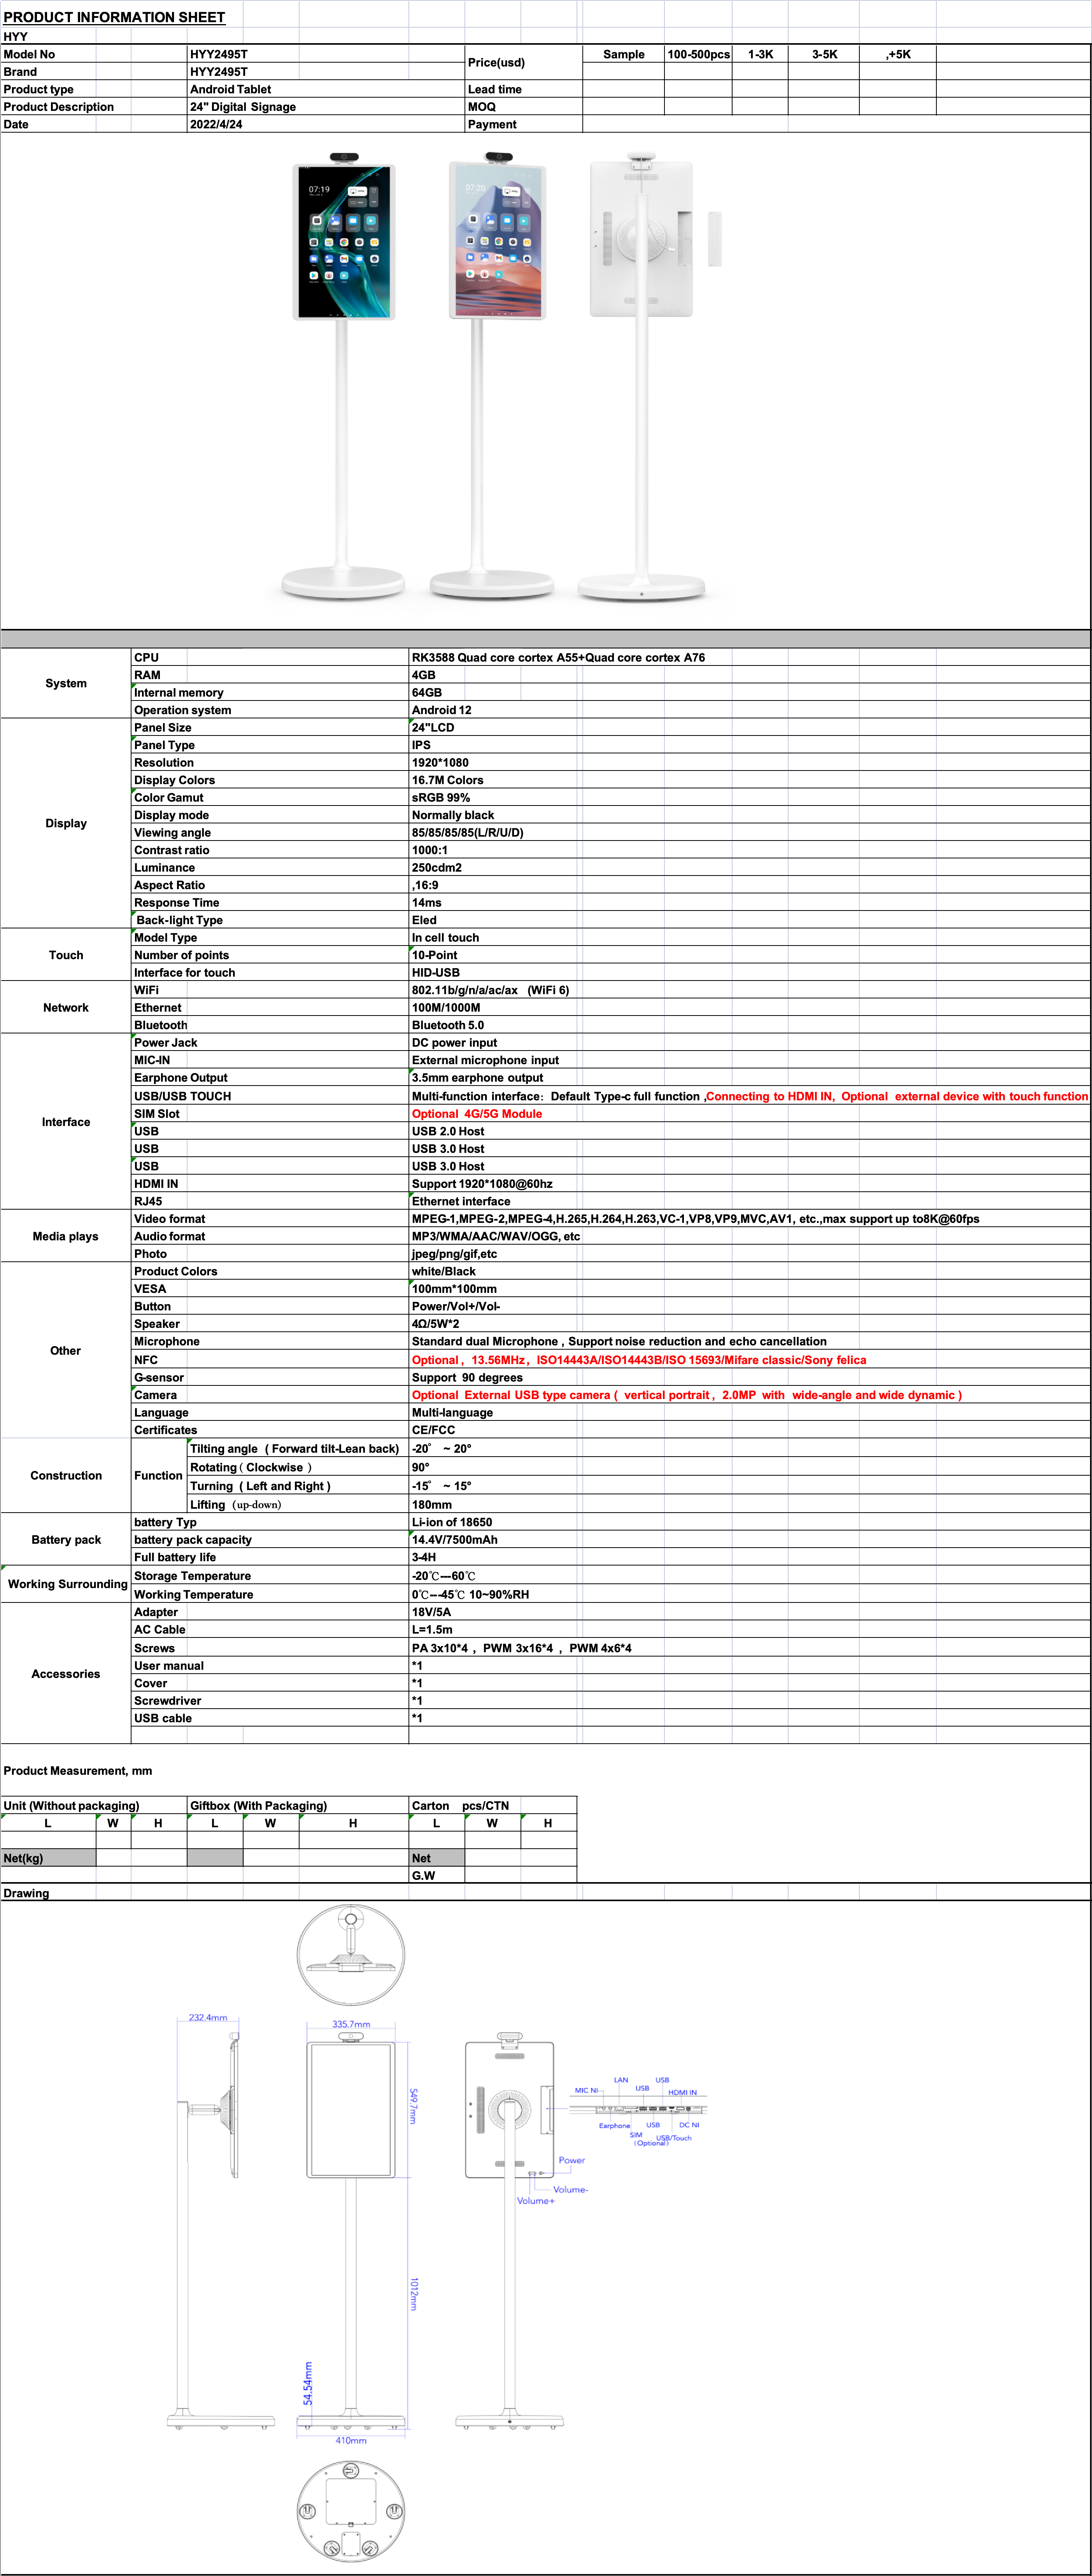 PRODUCT INFORMATION SHEET
HYY
Model No HYY2495T Price(usd) Sample 100-500pcs 1-3K 3-5K ,+5K
Brand HYY2495T
Product type Android Tablet Lead time
Product Description 24" Digital Signage MOQ
Date 2022/4/24 Payment
07:19
07:20
System
CPU RK3588 Quad core cortex A55+Quad core cortex A76
RAM 4GB
Internal memory 64GB
Operation system Android 12
Display
Panel Size 24"LCD
Panel Type IPS
Resolution 1920*1080
Display Colors 16.7M Colors
Color Gamut sRGB 99%
Display mode Normally black
Viewing angle 85/85/85/85(L/R/U/D)
Contrast ratio 1000:1
Luminance 250cdm2
Aspect Ratio ,16:9
Response Time 14ms
Back-light Type Eled
Touch
Model Type In cell touch
Number of points 10-Point
Interface for touch HID-USB
Network
WiFi 802.11b/g/n/a/ac/ax (WiFi 6)
Ethernet 100M/1000M
Bluetooth Bluetooth 5.0
Interface
Power Jack DC power input
MIC-IN External microphone input
Earphone Output 3.5mm earphone output
USB/USB TOUCH Multi-function interface：Default Type-c full function ,Connecting to HDMI IN, Optional external device with touch function
SIM Slot Optional 4G/5G Module
USB USB 2.0 Host
USB USB 3.0 Host
USB USB 3.0 Host
HDMI IN Support 1920*1080@60hz
RJ45 Ethernet interface
Media plays
Video format MPEG-1,MPEG-2,MPEG-4,H.265,H.264,H.263,VC-1,VP8,VP9,MVC,AV1, etc.,max support up to8K@60fps
Audio format MP3/WMA/AAC/WAV/OGG, etc
Photo jpeg/png/gif,etc
Other
Product Colors white/Black
VESA 100mm*100mm
Button Power/Vol+/Vol-
Speaker 4Ω/5W*2
Microphone Standard dual Microphone , Support noise reduction and echo cancellation
NFC Optional，13.56MHz，ISO14443A/ISO14443B/ISO 15693/Mifare classic/Sony felica
G-sensor Support 90 degrees
Camera Optional External USB type camera ( vertical portrait， 2.0MP with wide-angle and wide dynamic )
Language Multi-language
Certificates CE/FCC
Construction
Function
Tilting angle ( Forward tilt-Lean back) -20° ~ 20°
Rotating ( Clockwise ) 90°
Turning ( Left and Right ) -15° ~ 15°
Lifting (up-down) 180mm
Battery pack
battery Typ Li-ion of 18650
battery pack capacity 14.4V/7500mAh
Full battery life 3-4H
Working Surrounding
Storage Temperature -20℃---60℃
Working Temperature 0℃---45℃ 10~90%RH
Accessories
Adapter 18V/5A
AC Cable L=1.5m
Screws PA 3x10*4，PWM 3x16*4，PWM 4x6*4
User manual *1
Cover *1
Screwdriver *1
USB cable *1
Product Measurement, mm
Unit (Without packaging) Giftbox (With Packaging) Carton pcs/CTN
L W H L W H L W H
Net(kg) Net
G.W
Drawing
232.4mm
335.7mm
549.7mm
MIC NI
LAN
USB
USB
HDMI IN
Earphone
SIM
(Optional)
USB
USB/Touch
DC NI
Power
Volume-
Volume+
1012mm
54.54mm
410mm